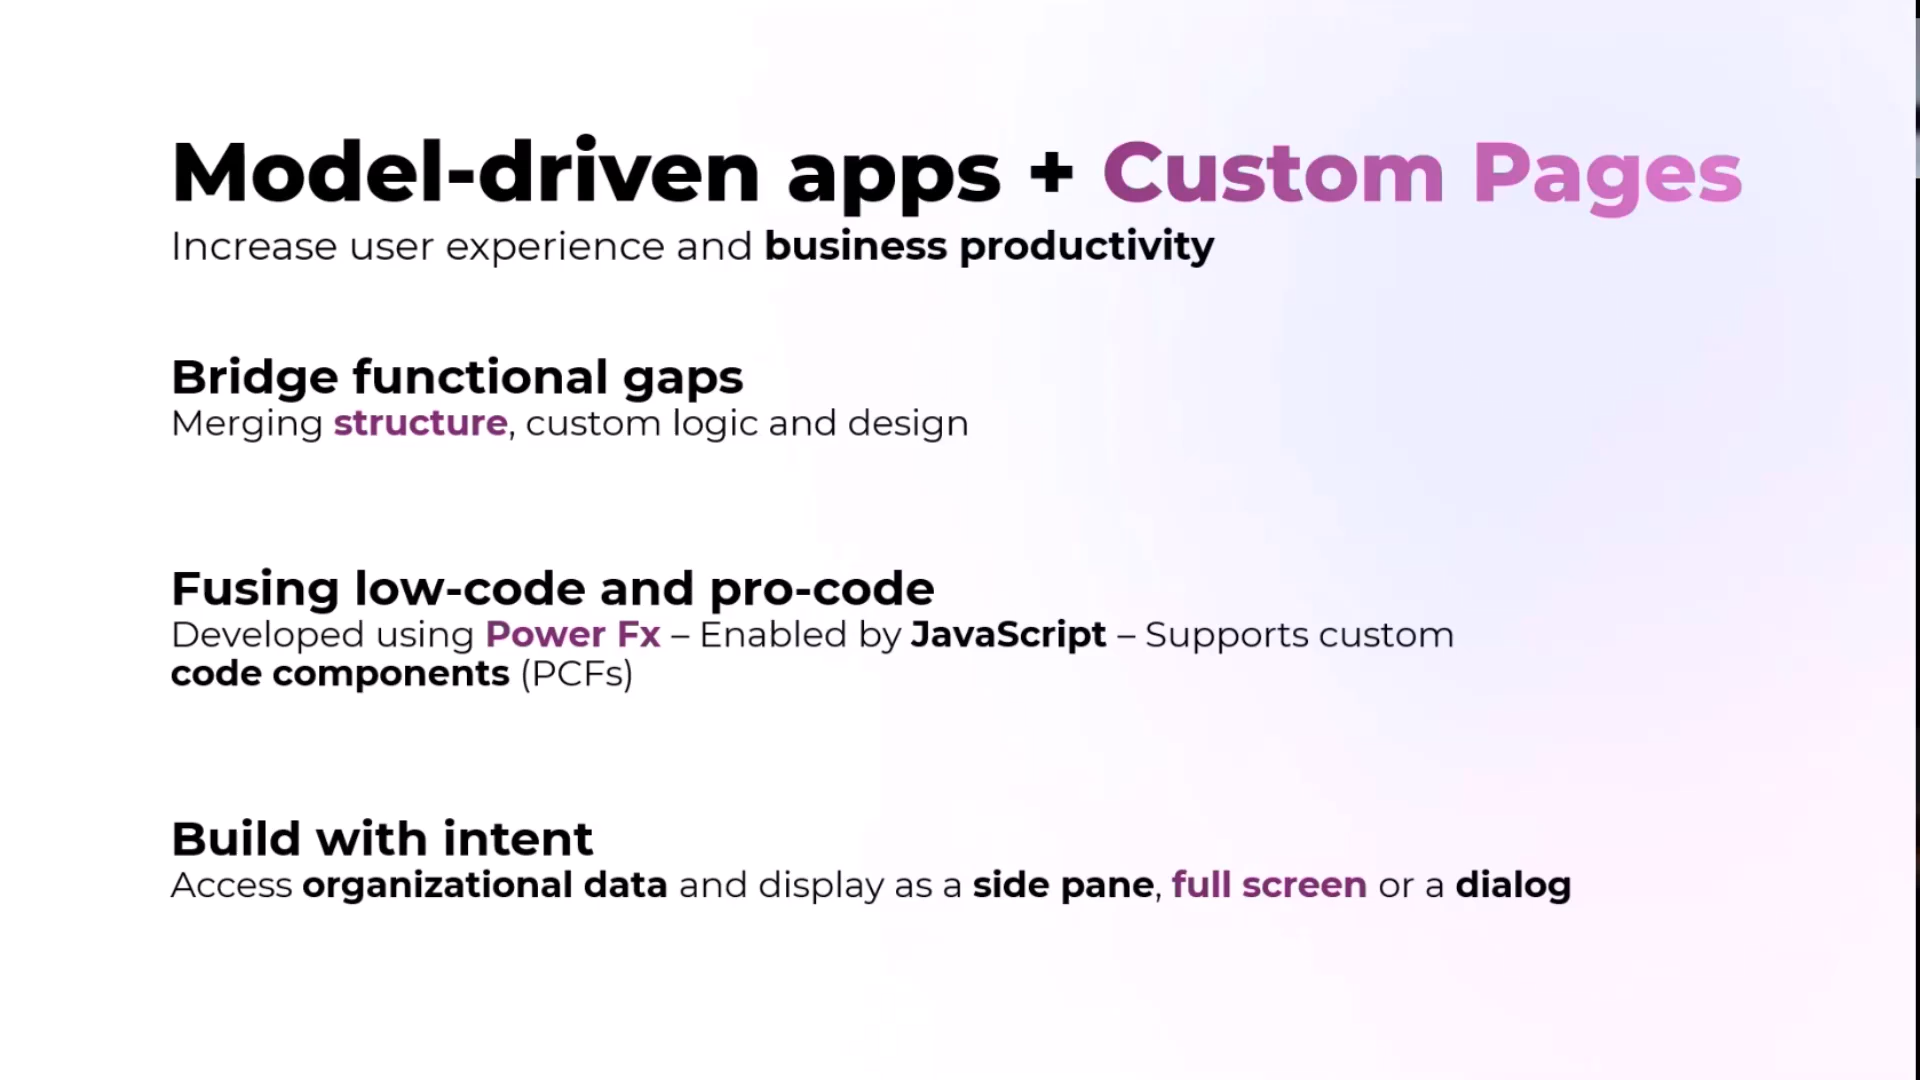 Model-driven apps + Custom Pages
Increase user experience and business productivity
Bridge functional gaps
Merging structure, custom logic and design
Fusing low-code and pro-code
Developed using Power Fx – Enabled by JavaScript – Supports custom
code components (PCFs)
Build with intent
Access organizational data and display as a side pane, full screen or a dialog